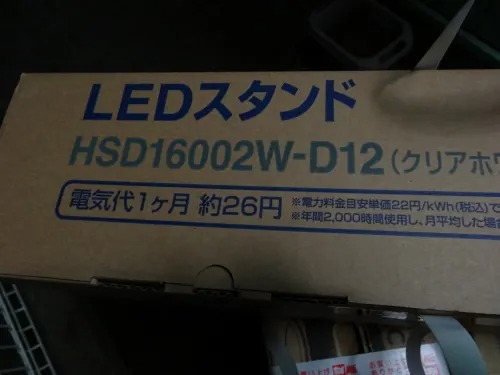 LEDスタンド
HSD16002W-D12(クリアホワ
電気代1ヶ月 約26円
※電力料金目安単価22円/kWh(税込)で
※年間2,000時間使用し、月平均した場合